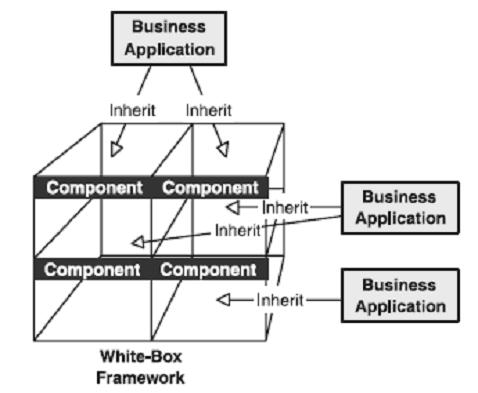 Business
Application
Inherit Inherit
Component Component
Inherit
Business
Application
Inherit
Component Component
Business
Application
Inherit
White-Box
Framework